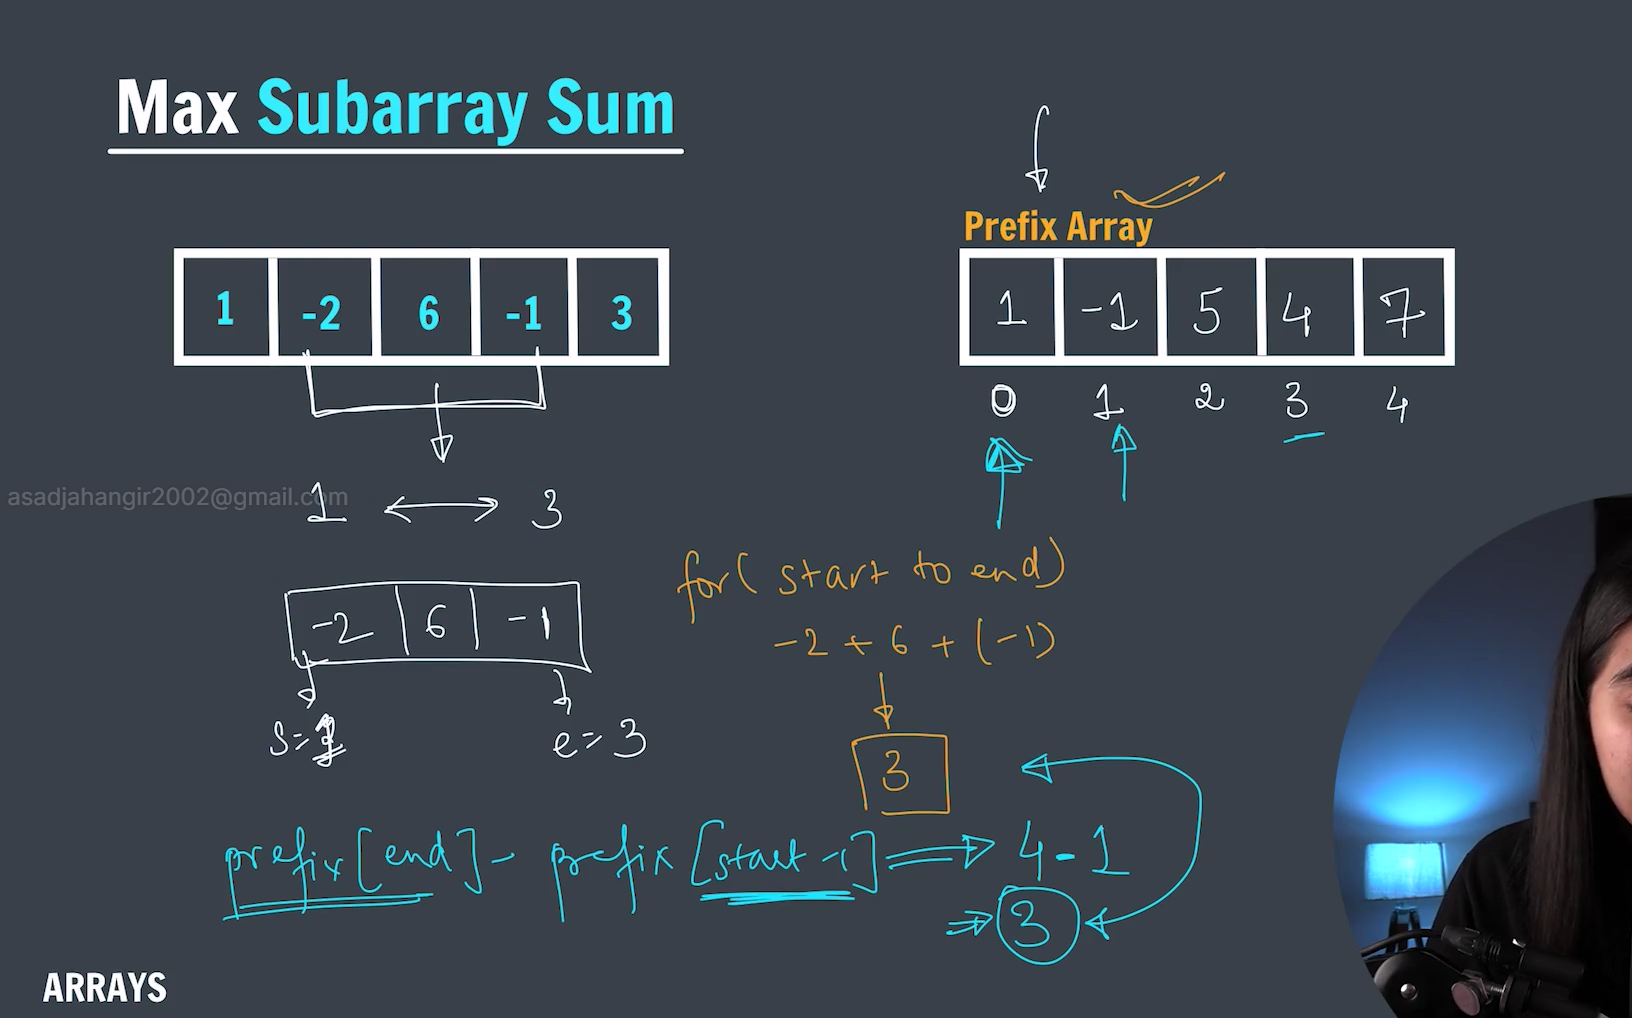 Max Subarray Sum
Prefix Array
1 -2 6 -1 3
1 -1 5 4 7
0 1 2 3 4
asadjahangir2002@gmail.com
1 ↔ 3
for( start to end)
-2 6 -1
-2 + 6 + (-1)
s=1
e=3
3
prefix[end] - prefix[start-1] ⇒ 4-1
⇒ 3
ARRAYS